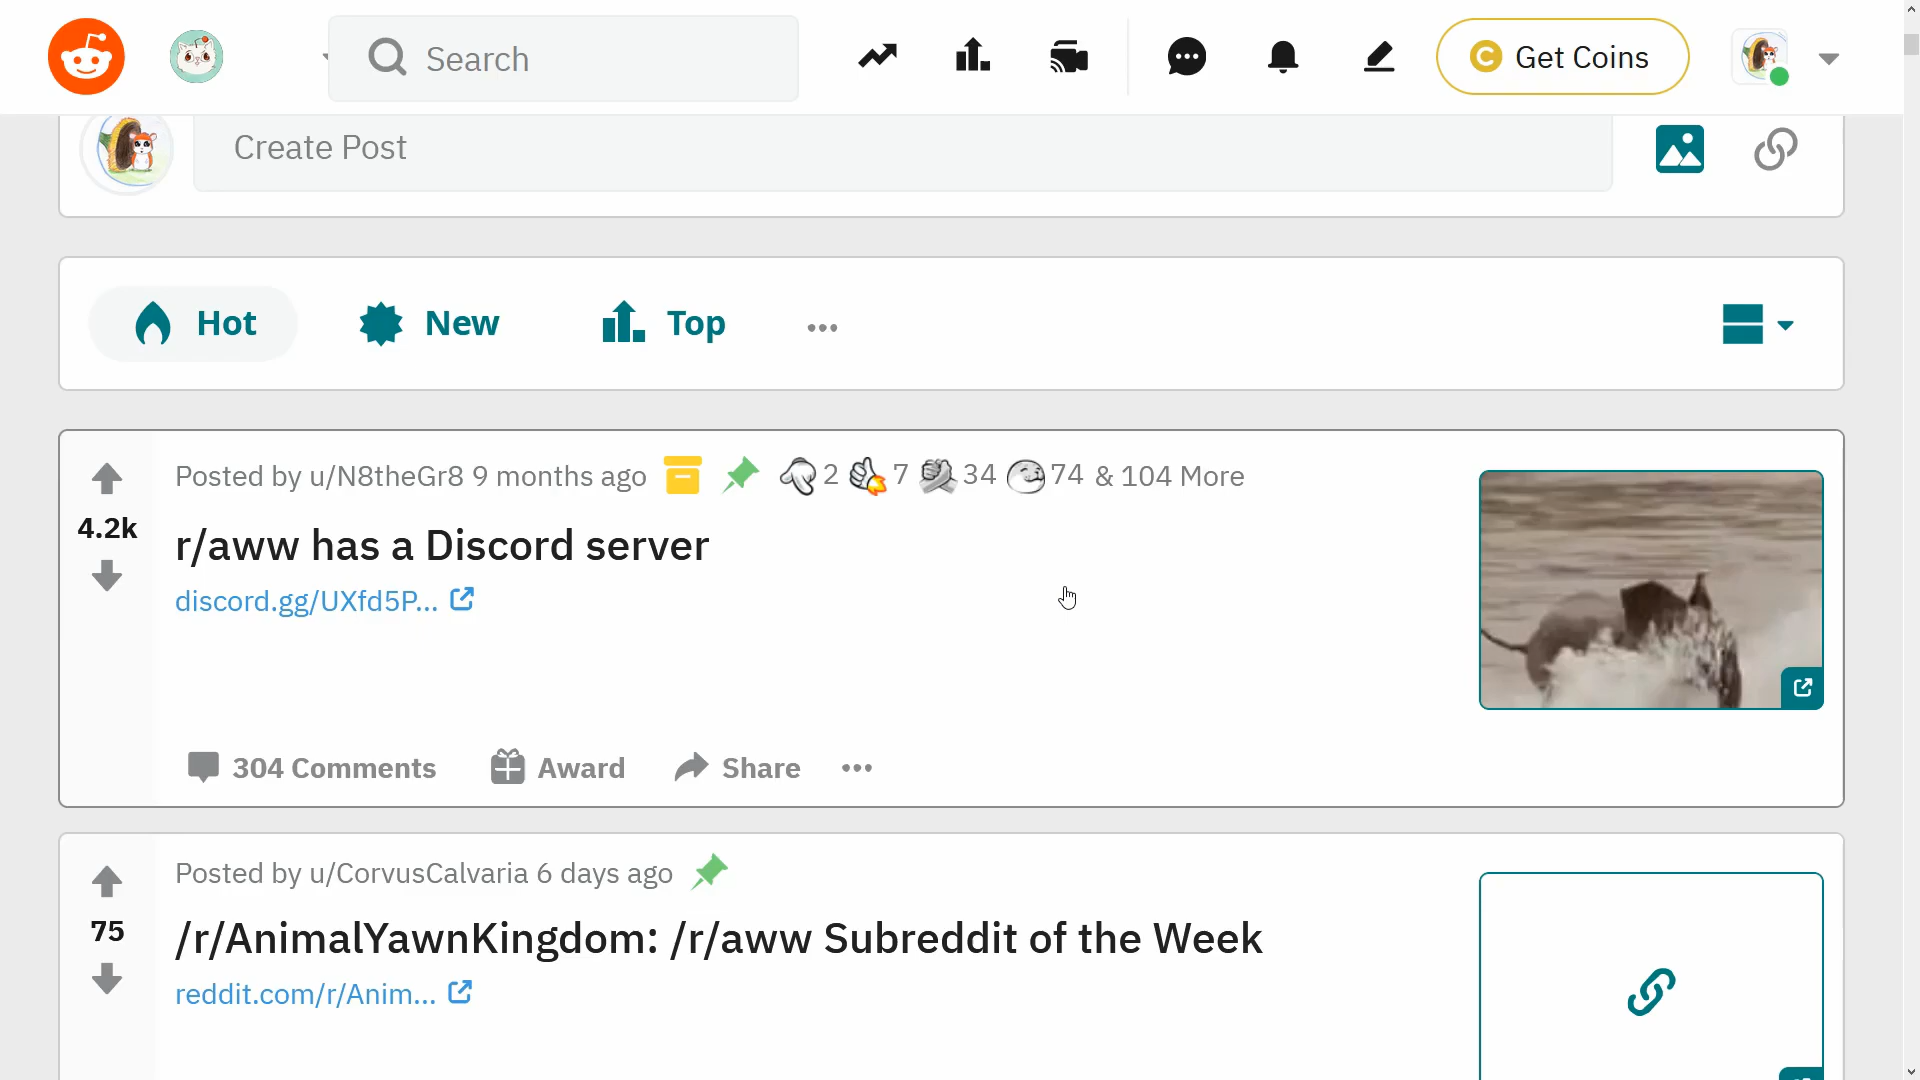 Search
C Get Coins
Create Post
Hot New Top
Posted by u/N8theGr8 9 months ago 2 7 34 74 & 104 More
4.2k
r/aww has a Discord server
discord.gg/UXfd5P...
304 Comments Award Share
Posted by u/CorvusCalvaria 6 days ago
75
/r/AnimalYawnKingdom: /r/aww Subreddit of the Week
reddit.com/r/Anim...